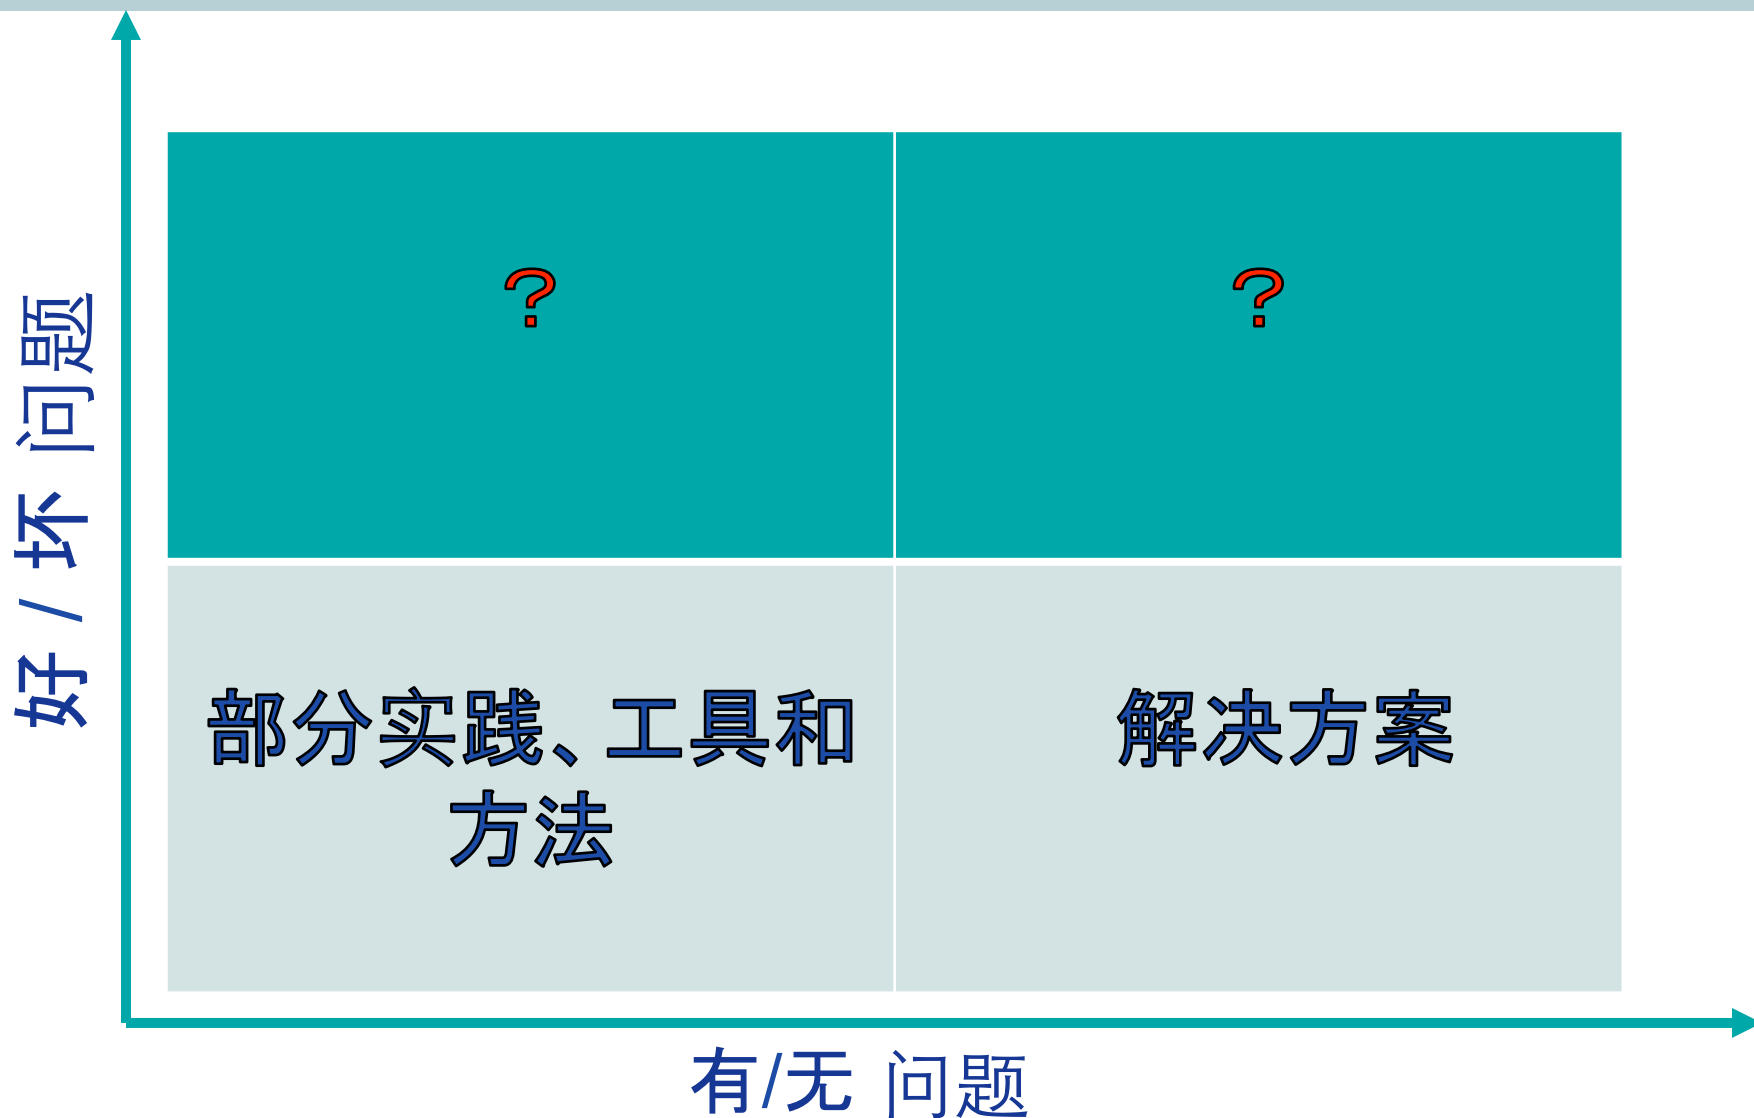 好 / 坏 问题
?
?
部分实践、工具和
方法
解决方案
有/无 问题